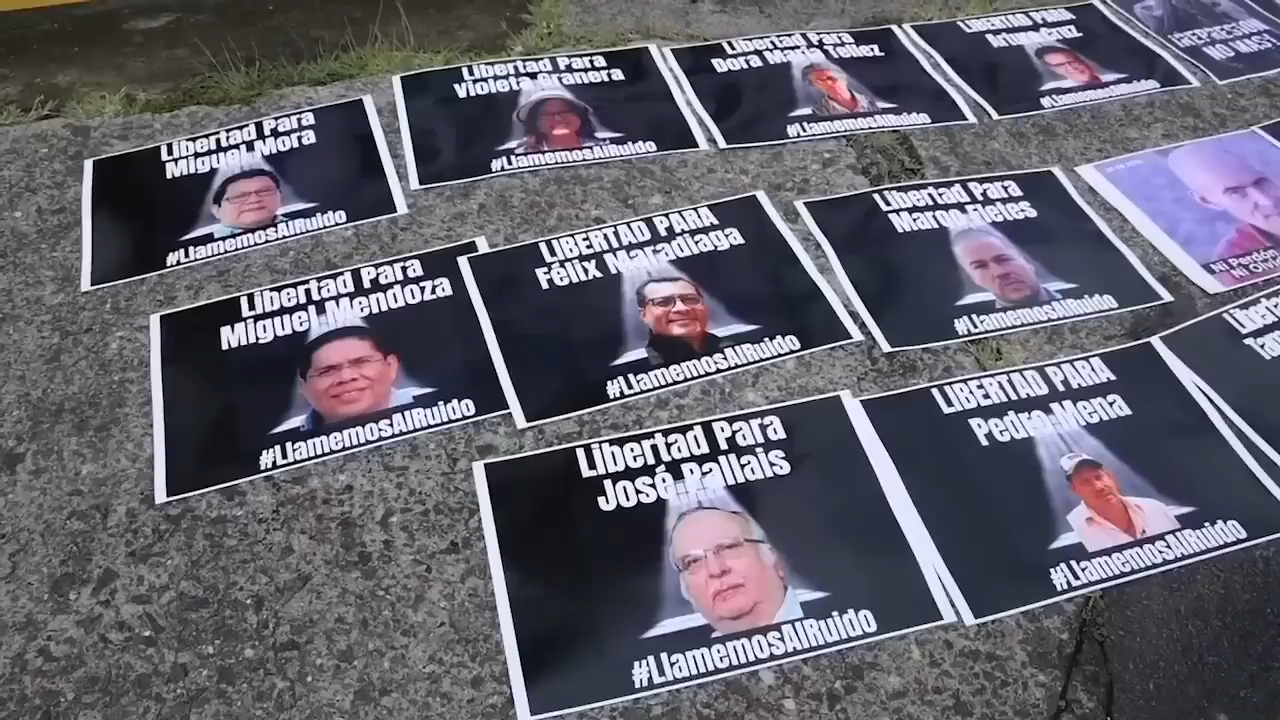 Libertad Para
Miguel Mora
#LlamemosAlRuido
Libertad Para
Violeta Granera
#LlamemosAlRuido
Libertad Para
Dora María Tellez
#LlamemosAlRuido
LIBERTAD PARA
Arturo Cruz
#LlamemosAlRuido
REPRESIÓN
NO MAS
Libertad Para
Miguel Mendoza
#LlamemosAlRuido
LIBERTAD PARA
Félix Maradiaga
#LlamemosAlRuido
Libertad Para
Marco Fletes
#LlamemosAlRuido
Ni Perdón
Ni
Libertad Para
José Pallais
#LlamemosAlRuido
LIBERTAD PARA
Pedro Mena
#LlamemosAlRuido